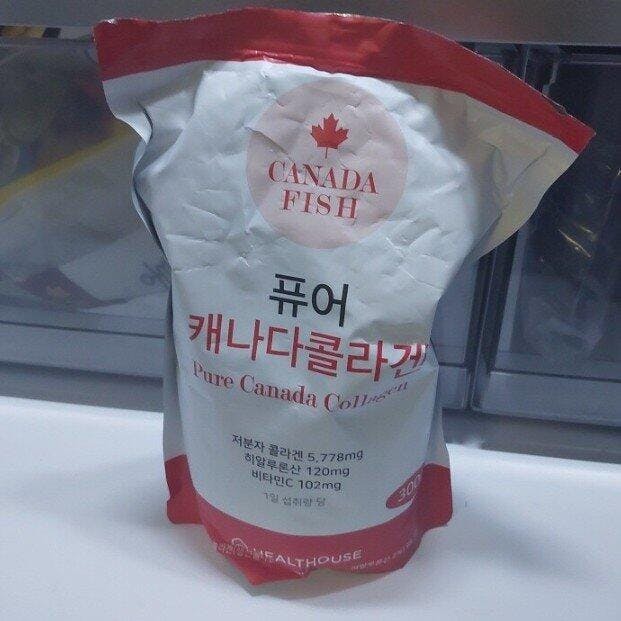 CANADA
FISH
퓨어
캐나다콜라겐
Pure Canada Collagen
저분자 콜라겐 5,778mg
히알루론산 120mg
비타민C 102mg
1일 섭취량 당
300
HEALTHOUSE